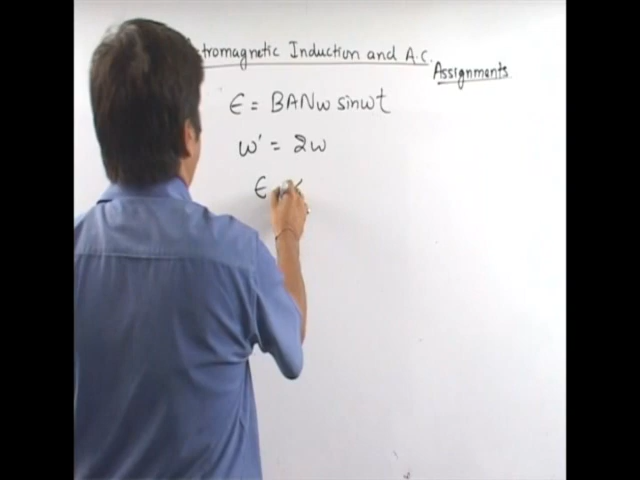 tromagnetic Induction and A.C.
Assignments
ε = BANω sinωt
ω' = 2ω
ε